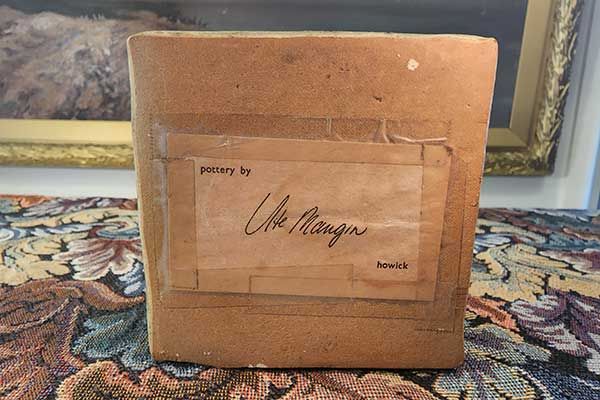 pottery by
Ute Mangin
howick